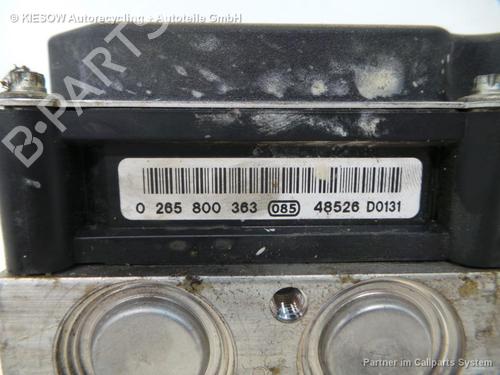 © KIESOW Autorecycling + Autoteile GmbH
B-PARTS
0 265 800 363 085 48526 D0131
Partner im Callparts System